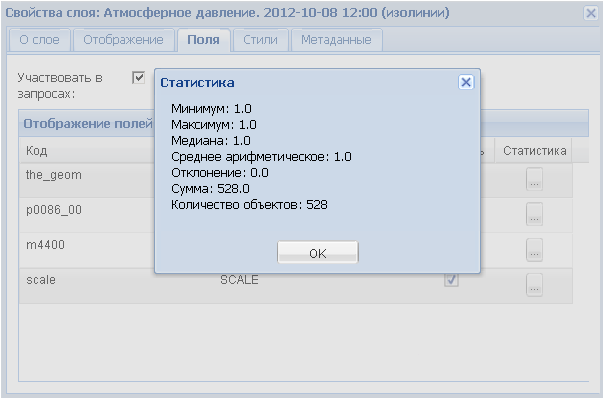 Свойства слоя: Атмосферное давление. 2012-10-08 12:00 (изолинии)
О слое Отображение Поля Стили Метаданные
Участвовать в
запросах:
Статистика
Минимум: 1.0
Максимум: 1.0
Медиана: 1.0
Среднее арифметическое: 1.0
Отклонение: 0.0
Сумма: 528.0
Количество объектов: 528
OK
Отображение полей
Код Статистика
the_geom ...
p0086_00 ...
m4400 ...
scale SCALE ...